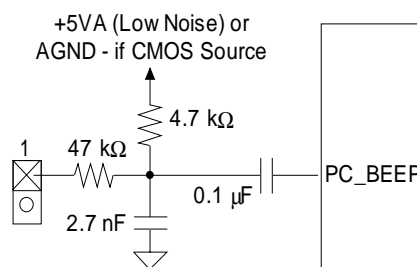 +5VA (Low Noise) or
AGND - if CMOS Source
4.7 kΩ
1
47 kΩ
PC_BEEP
0.1 µF
2.7 nF